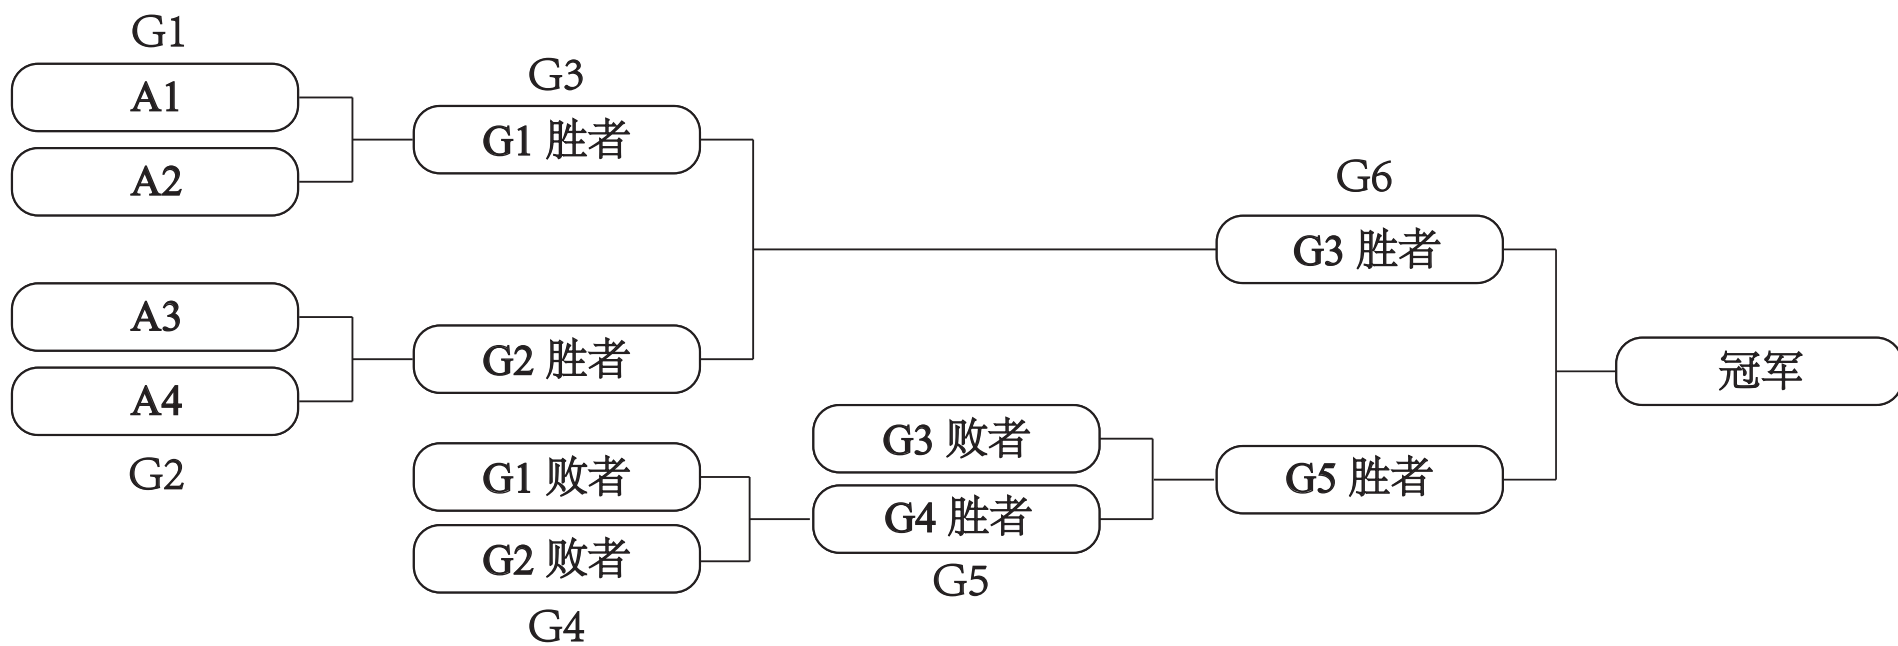 G1
A1
A2
A3
A4
G2
G3
G1 胜者
G2 胜者
G1 败者
G2 败者
G4
G3 败者
G4 胜者
G5
G6
G3 胜者
G5 胜者
冠军